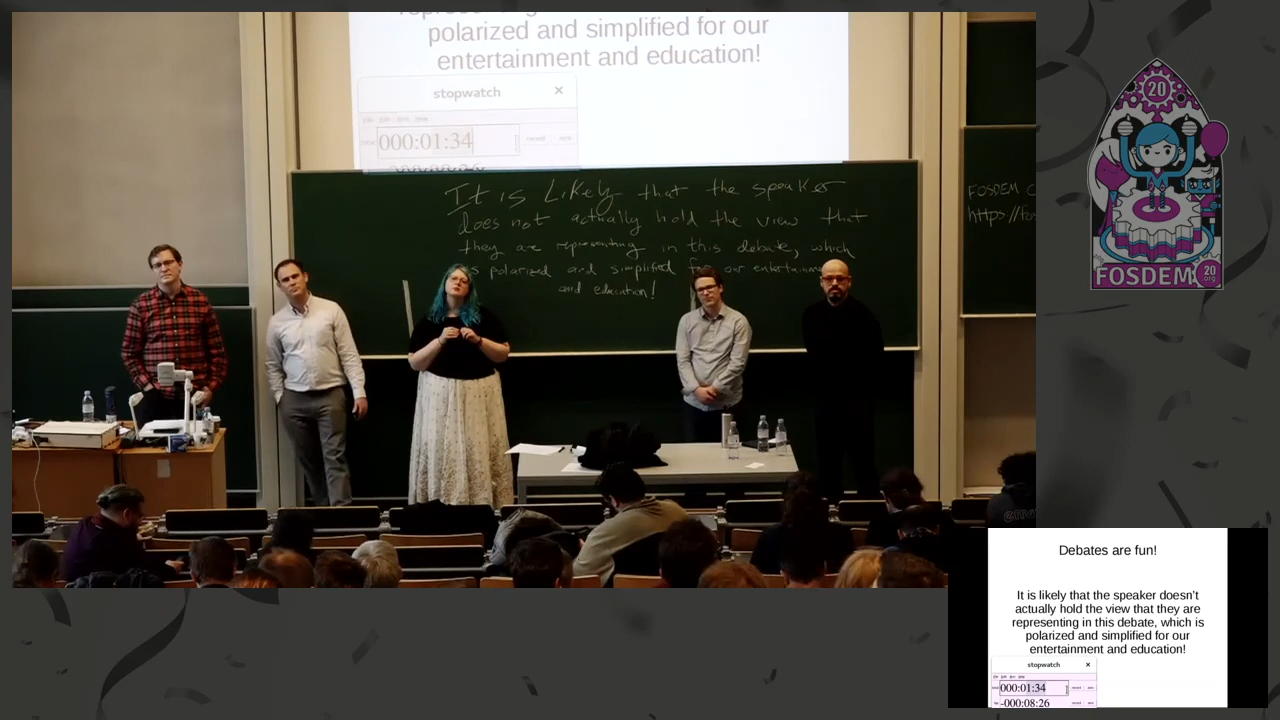 polarized and simplified for our
entertainment and education!
stopwatch ×
000:01:34
It is Likely that the speaker
does not actually hold the view that
they are representing in this debate, which
is polarized and simplified for our entertainment
and education!
FOSDEM
https://fos
20
FOSDEM 20
.org
Debates are fun!
It is likely that the speaker doesn't
actually hold the view that they are
representing in this debate, which is
polarized and simplified for our
entertainment and education!
stopwatch ×
000:01:34
-000:08:26